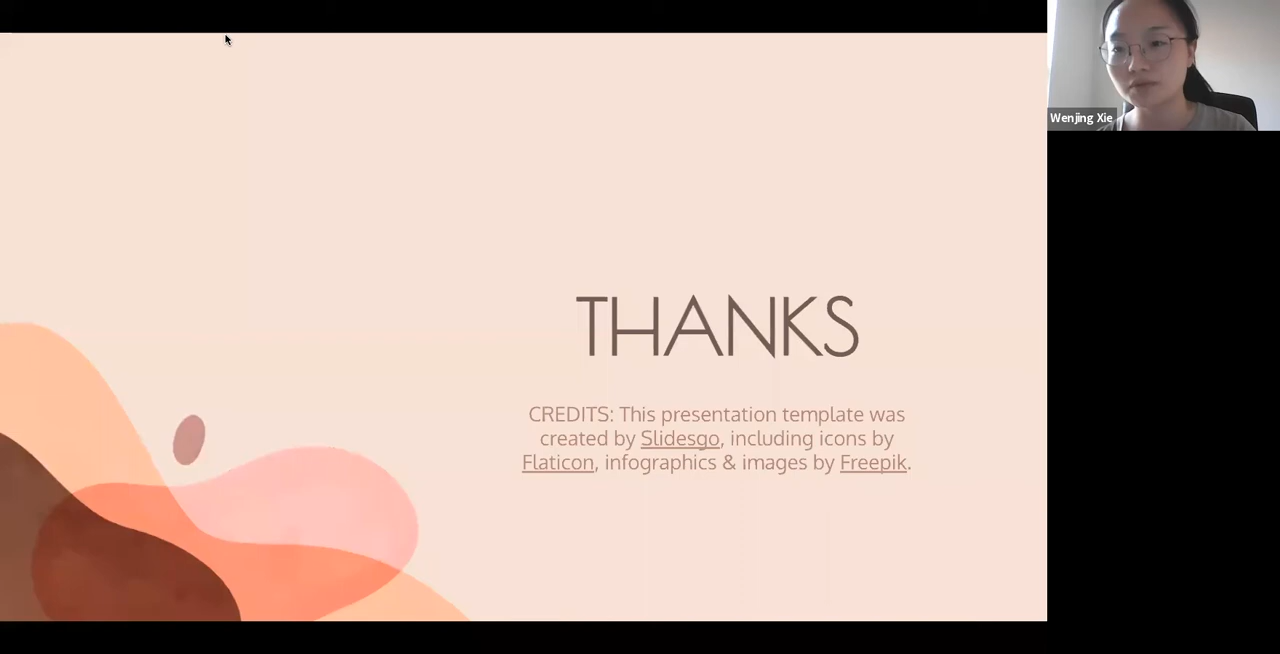 Wenjing Xie
THANKS
CREDITS: This presentation template was
created by Slidesgo, including icons by
Flaticon, infographics & images by Freepik.